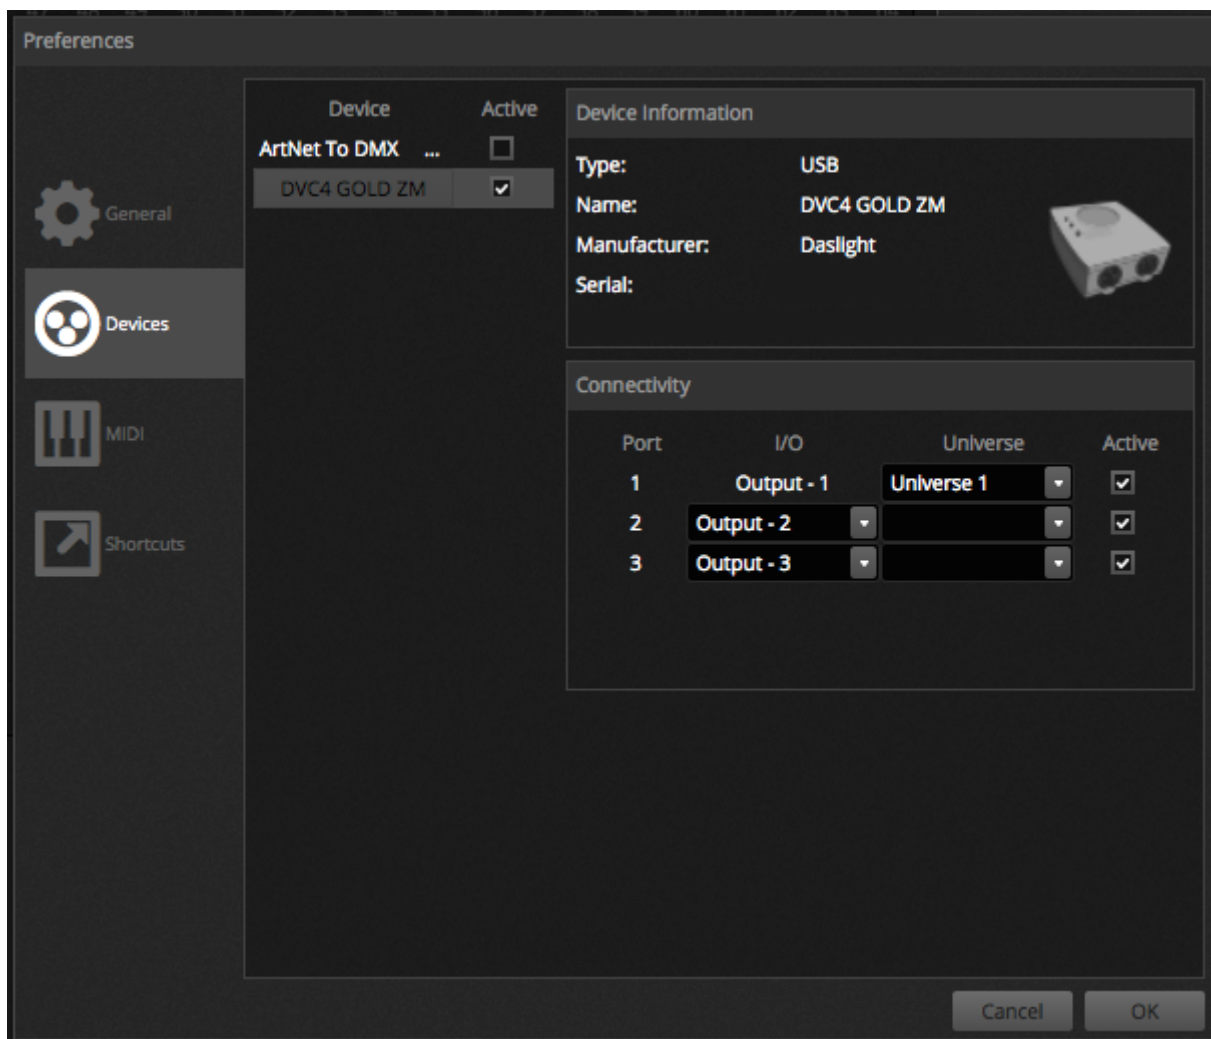 Preferences
Device Active
ArtNet To DMX ...
DVC4 GOLD ZM
General
Devices
MIDI
Shortcuts
Device Information
Type: USB
Name: DVC4 GOLD ZM
Manufacturer: Daslight
Serial:
Connectivity
Port I/O Universe Active
1 Output - 1 Universe 1
2 Output - 2
3 Output - 3
Cancel OK